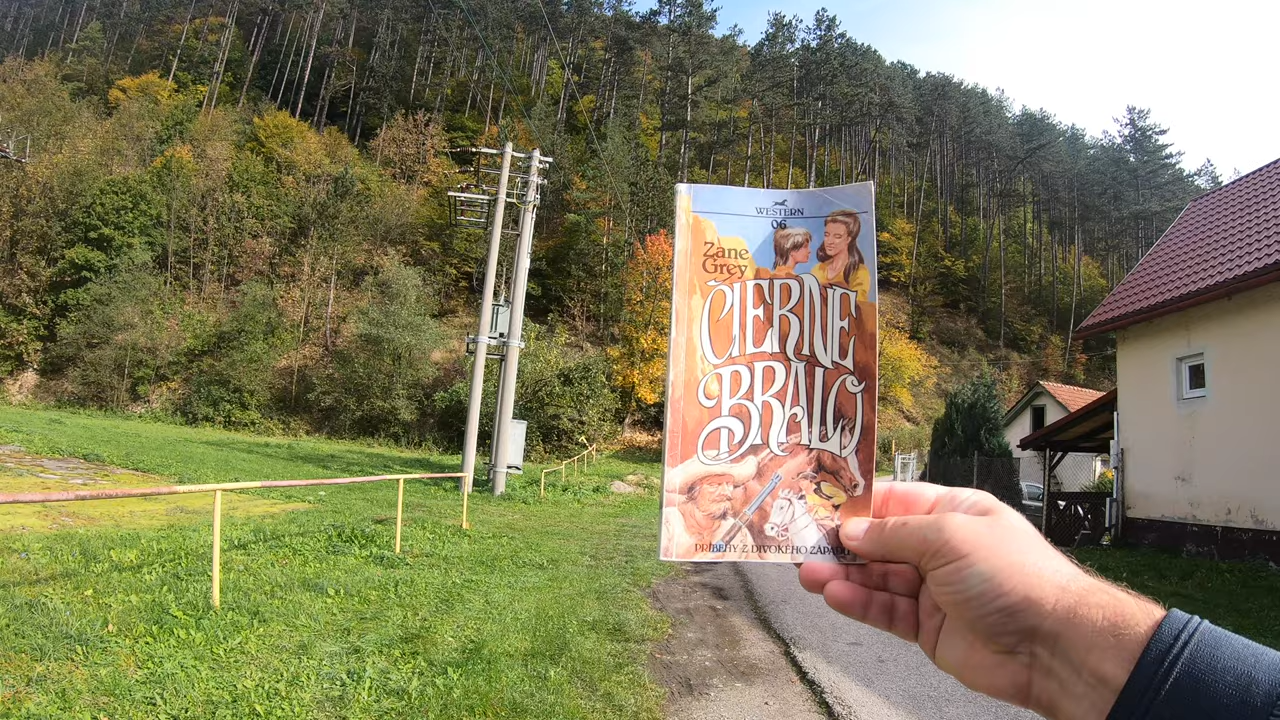 WESTERN
06
Zane
Grey
ČIERNE
BRALO
PRÍBEHY Z DIVOKÉHO ZÁPADU